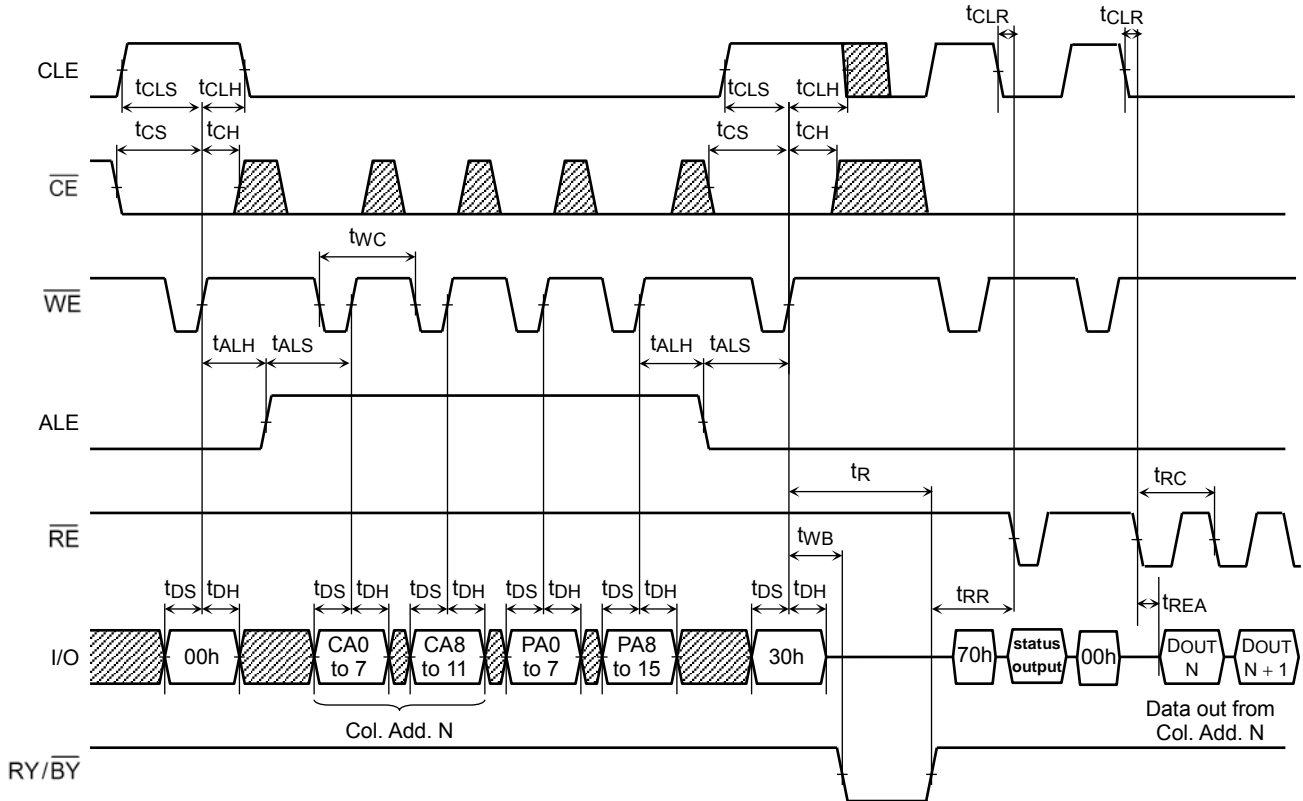 tCLR tCLR
CLE
tCLS tCLH tCLS tCLH
tCS tCH tCS tCH
CE
tWC
WE
tALH tALS tALH tALS
ALE
tR
tRC
RE
tWB
tDS tDH tDS tDH tDS tDH tDS tDH tDS tDH tDS tDH
tRR
tREA
I/O
00h
CA0 to 7
CA8 to 11
PA0 to 7
PA8 to 15
30h
70h
status output
00h
DOUT N
DOUT N + 1
Col. Add. N
Data out from
Col. Add. N
RY/BY